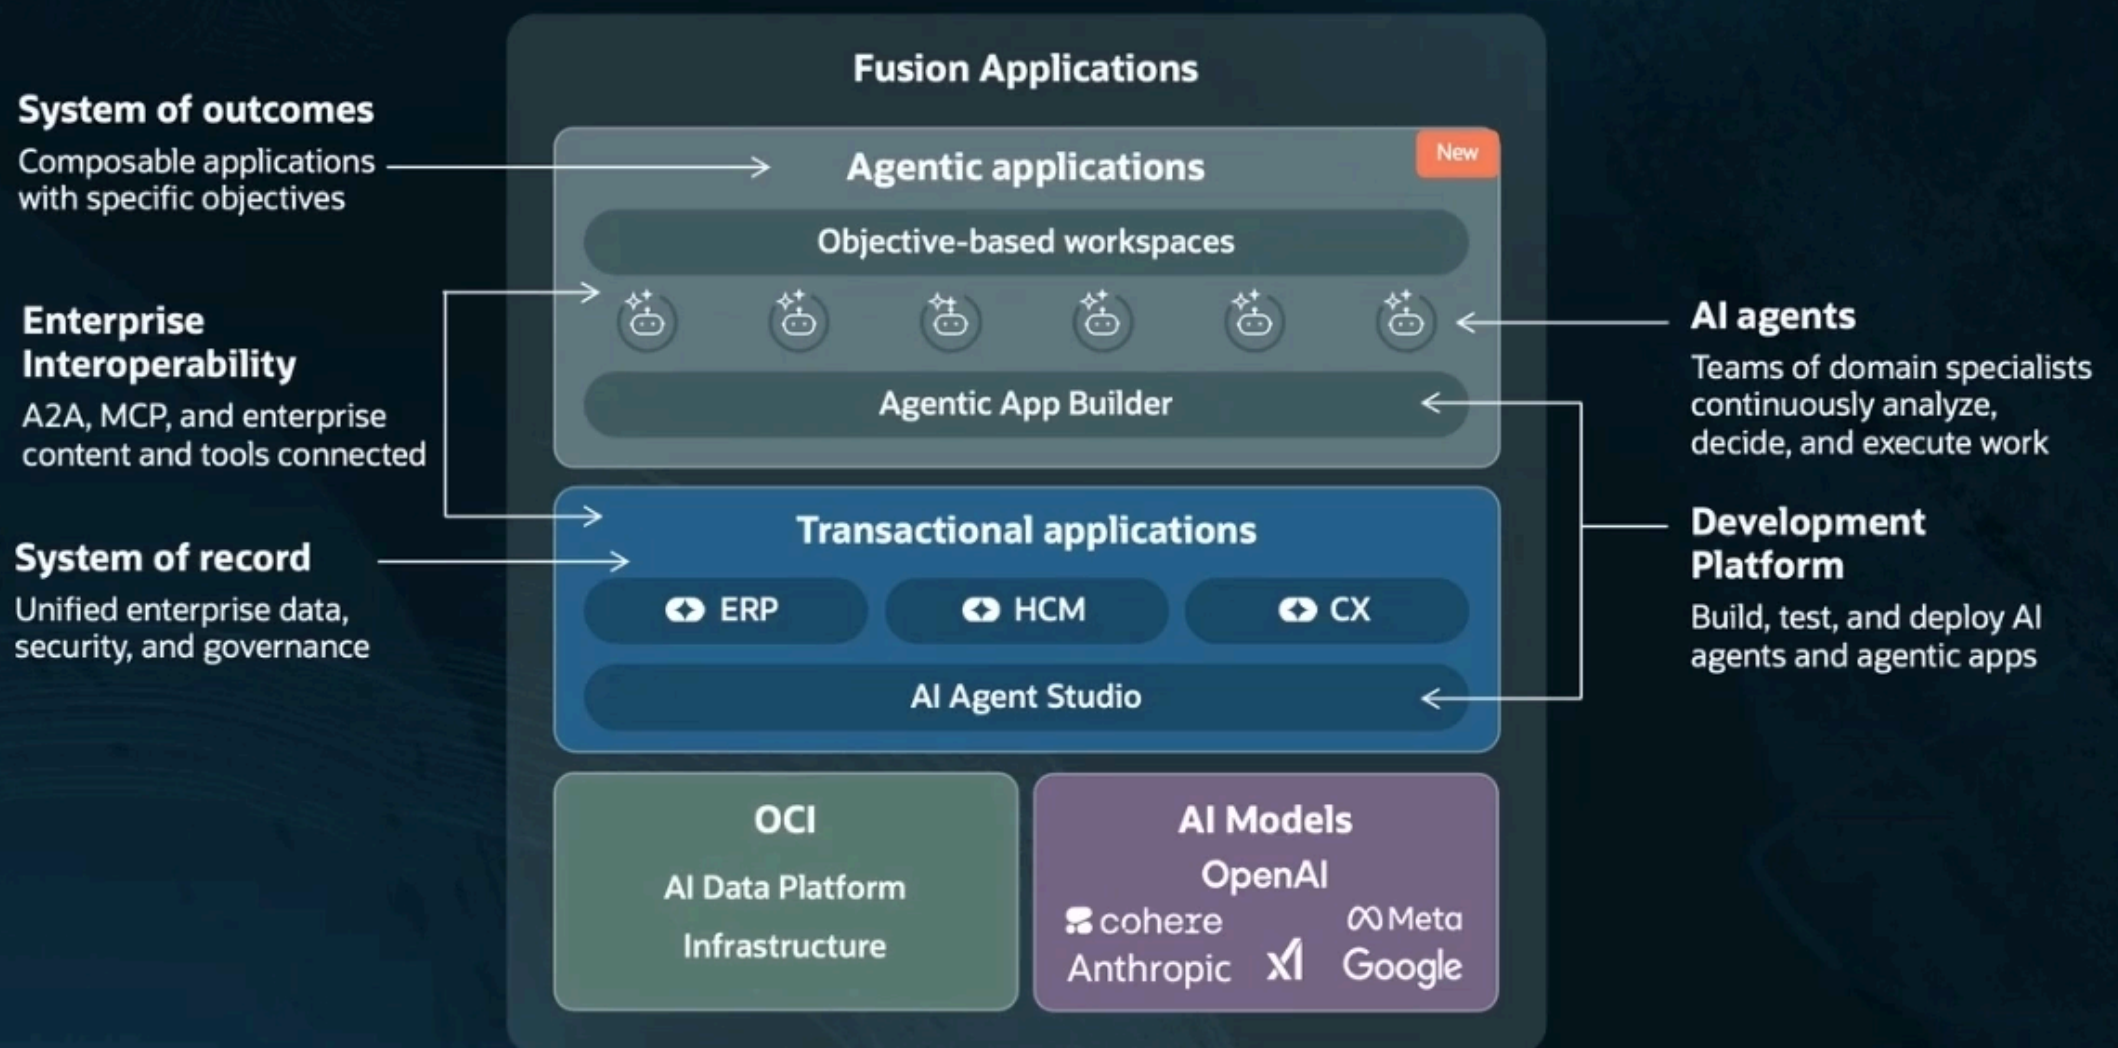 Fusion Applications
System of outcomes
Composable applications
with specific objectives
Agentic applications
New
Objective-based workspaces
Enterprise
Interoperability
A2A, MCP, and enterprise
content and tools connected
AI agents
Teams of domain specialists
continuously analyze,
decide, and execute work
Agentic App Builder
System of record
Unified enterprise data,
security, and governance
Transactional applications
ERP
HCM
CX
AI Agent Studio
Development
Platform
Build, test, and deploy AI
agents and agentic apps
OCI
AI Data Platform
Infrastructure
AI Models
OpenAI
cohere
Meta
Anthropic
xI
Google